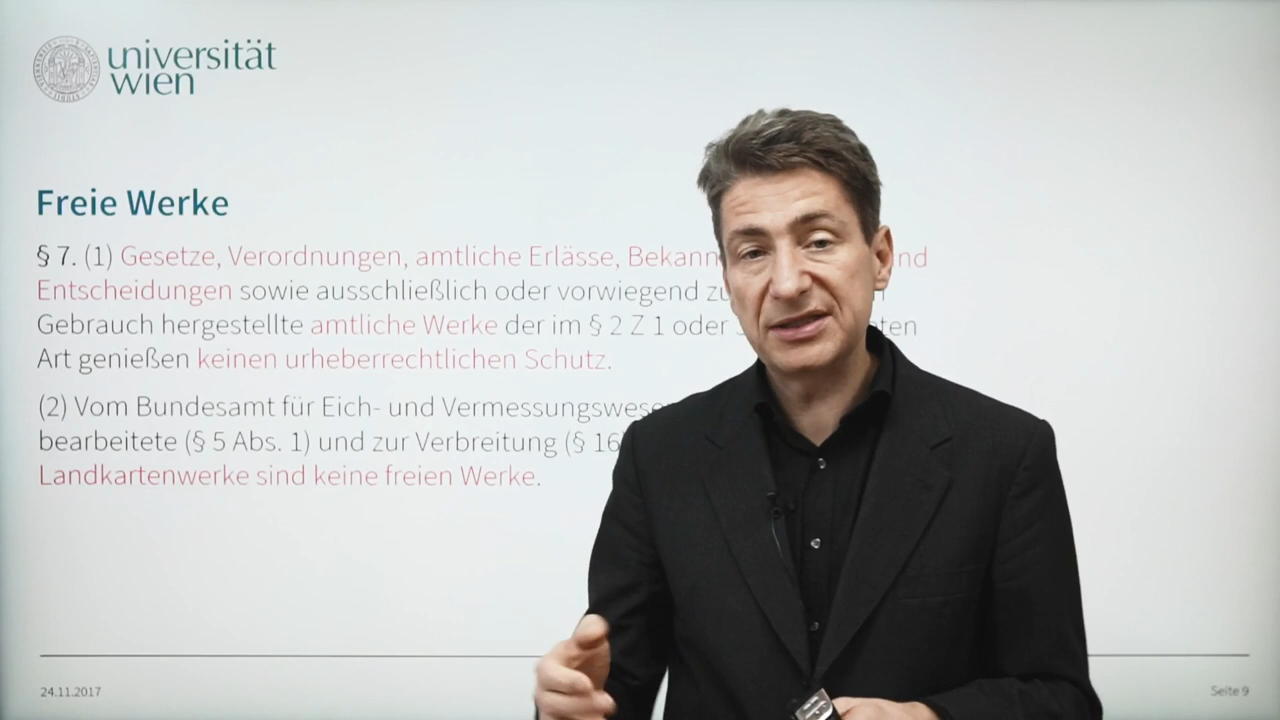 universität
wien
Freie Werke
§ 7. (1) Gesetze, Verordnungen, amtliche Erlässe, Bekann nd
Entscheidungen sowie ausschließlich oder vorwiegend zu
Gebrauch hergestellte amtliche Werke der im § 2 Z 1 oder ten
Art genießen keinen urheberrechtlichen Schutz.
(2) Vom Bundesamt für Eich- und Vermessungswese
bearbeitete (§ 5 Abs. 1) und zur Verbreitung (§ 16
Landkartenwerke sind keine freien Werke.
24.11.2017
Seite 9